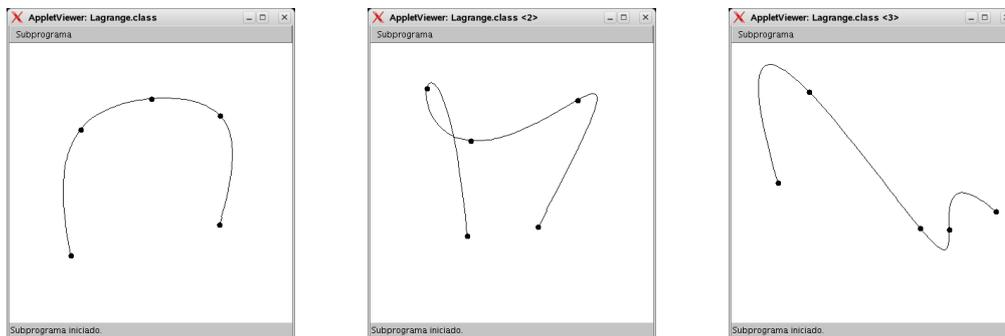 AppletViewer: Lagrange.class
Subprograma
Subprograma iniciado.
AppletViewer: Lagrange.class <2>
Subprograma
Subprograma iniciado.
AppletViewer: Lagrange.class <3>
Subprograma
Subprograma iniciado.